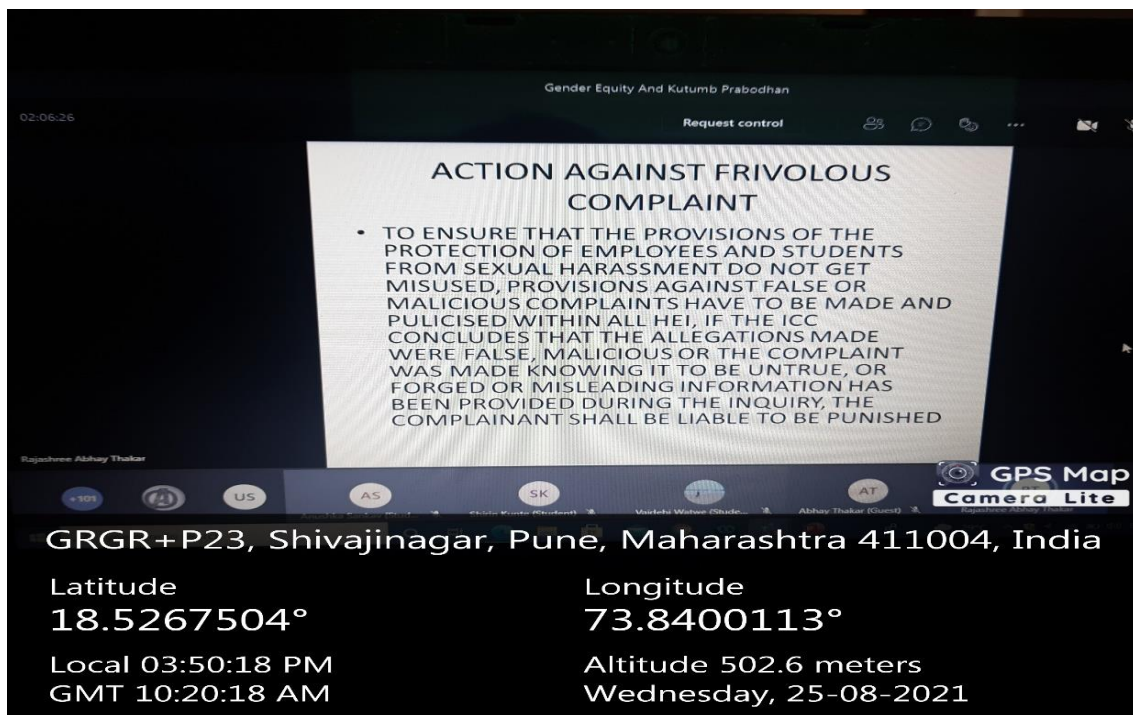 Gender Equity And Kutumb Prabodhan
02:06:26
Request control
ACTION AGAINST FRIVOLOUS
COMPLAINT
• TO ENSURE THAT THE PROVISIONS OF THE
PROTECTION OF EMPLOYEES AND STUDENTS
FROM SEXUAL HARASSMENT DO NOT GET
MISUSED, PROVISIONS AGAINST FALSE OR
MALICIOUS COMPLAINTS HAVE TO BE MADE AND
PULICISED WITHIN ALL HEI, IF THE ICC
CONCLUDES THAT THE ALLEGATIONS MADE
WERE FALSE, MALICIOUS OR THE COMPLAINT
WAS MADE KNOWING IT TO BE UNTRUE, OR
FORGED OR MISLEADING INFORMATION HAS
BEEN PROVIDED DURING THE INQUIRY, THE
COMPLAINANT SHALL BE LIABLE TO BE PUNISHED
Rajashree Abhay Thakar
+101 US AS SK AT
Abhay Thakar (Guest) Rajashree Abhay Thakar
GPS Map
Camera Lite
GRGR+P23, Shivajinagar, Pune, Maharashtra 411004, India
Latitude
18.5267504°
Longitude
73.8400113°
Local 03:50:18 PM
GMT 10:20:18 AM
Altitude 502.6 meters
Wednesday, 25-08-2021